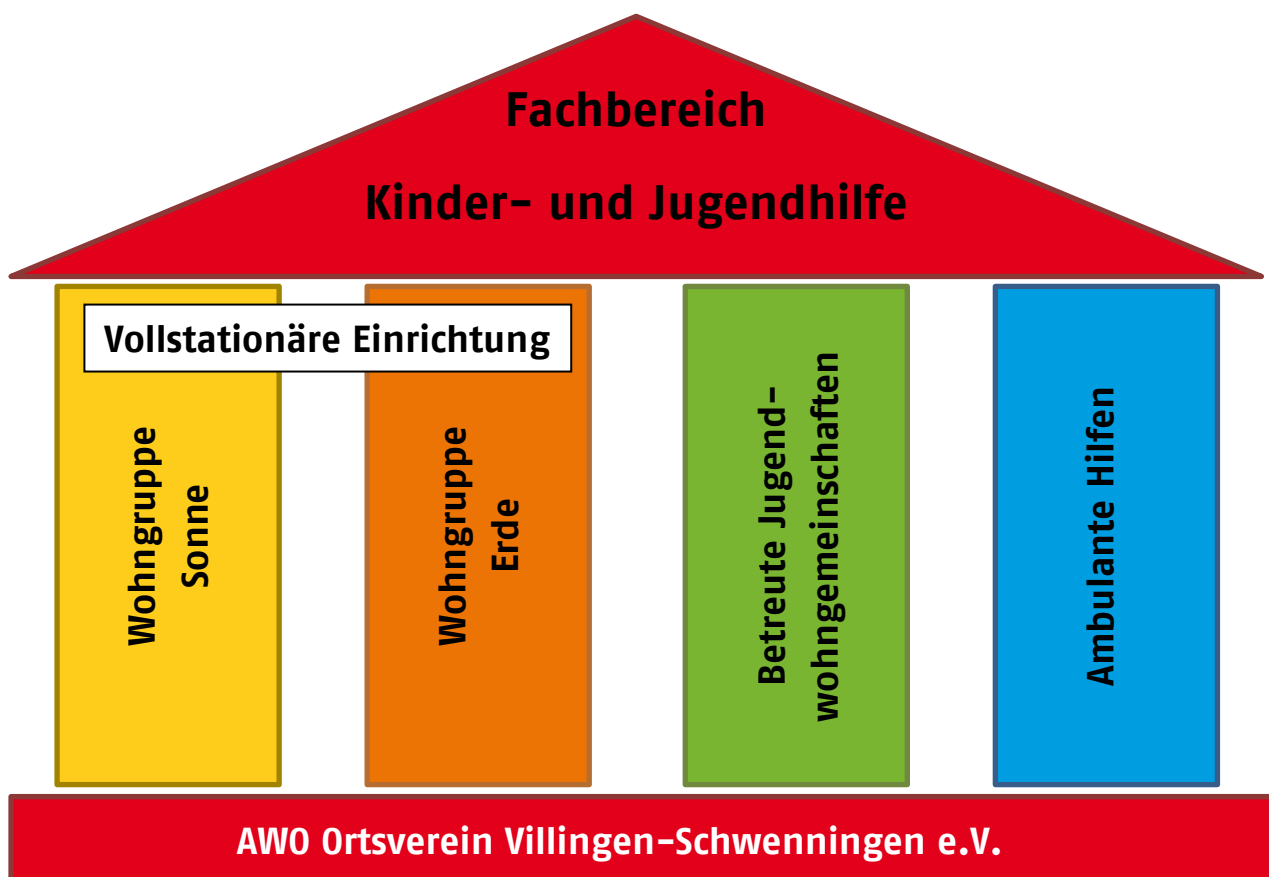 Fachbereich
Kinder- und Jugendhilfe
Vollstationäre Einrichtung
Wohngruppe
Sonne
Wohngruppe
Erde
Betreute Jugend-
wohngemeinschaften
Ambulante Hilfen
AWO Ortsverein Villingen-Schwenningen e.V.